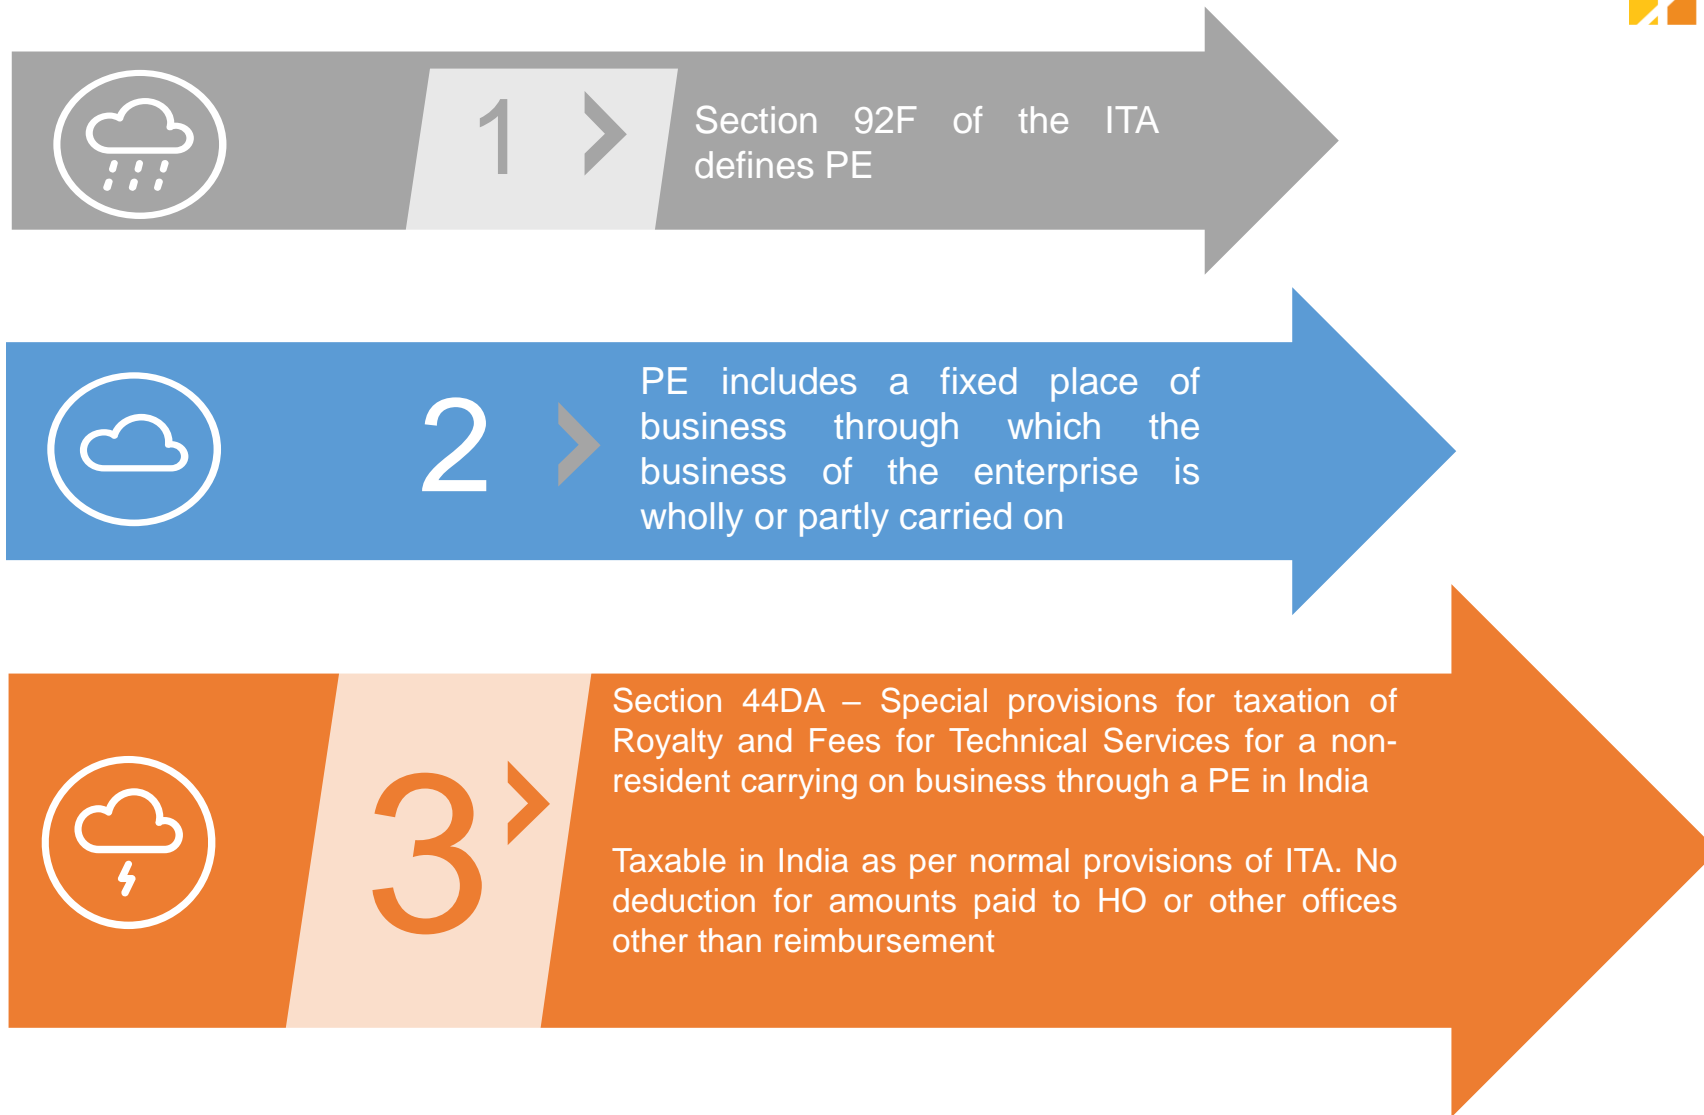 1
Section 92F of the ITA
defines PE
2
PE includes a fixed place of
business through which the
business of the enterprise is
wholly or partly carried on
3
Section 44DA – Special provisions for taxation of
Royalty and Fees for Technical Services for a non-
resident carrying on business through a PE in India
Taxable in India as per normal provisions of ITA. No
deduction for amounts paid to HO or other offices
other than reimbursement